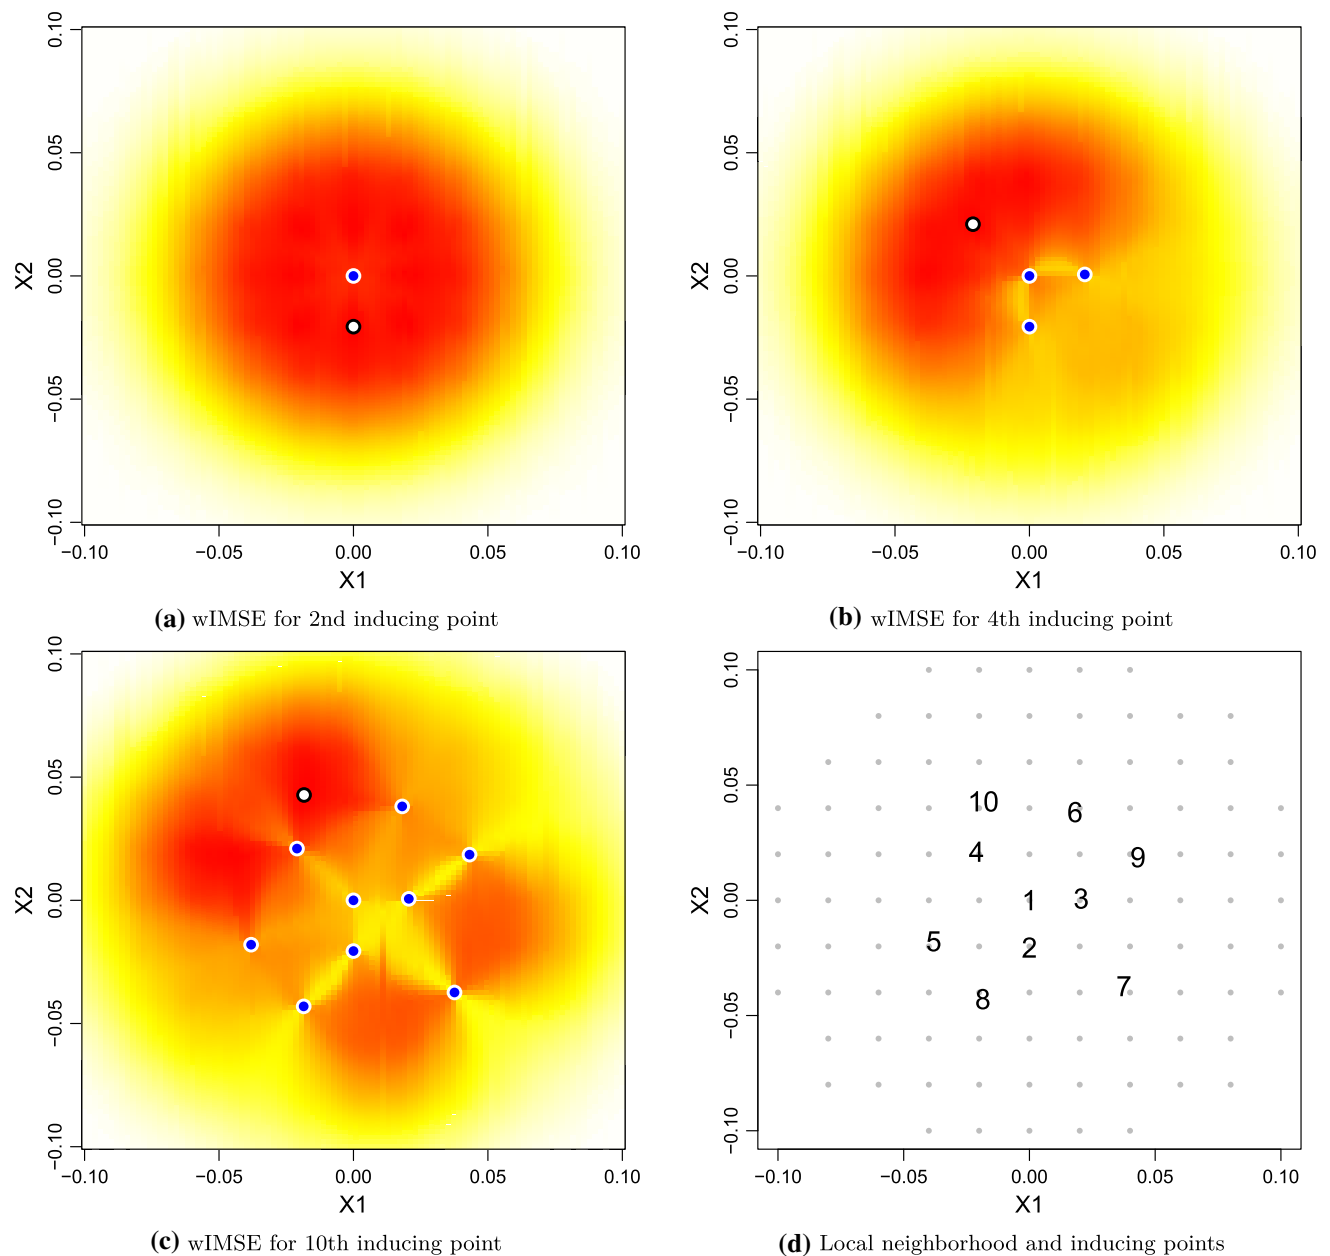 0.10
0.05
0.00
−0.05
−0.10
X2
−0.10 −0.05 0.00 0.05 0.10
X1
(a) wIMSE for 2nd inducing point
0.10
0.05
0.00
−0.05
−0.10
X2
−0.10 −0.05 0.00 0.05 0.10
X1
(b) wIMSE for 4th inducing point
0.10
0.05
0.00
−0.05
−0.10
X2
−0.10 −0.05 0.00 0.05 0.10
X1
(c) wIMSE for 10th inducing point
0.10
0.05
0.00
−0.05
−0.10
X2
10
6
4
9
1
3
5
2
7
8
−0.10 −0.05 0.00 0.05 0.10
X1
(d) Local neighborhood and inducing points